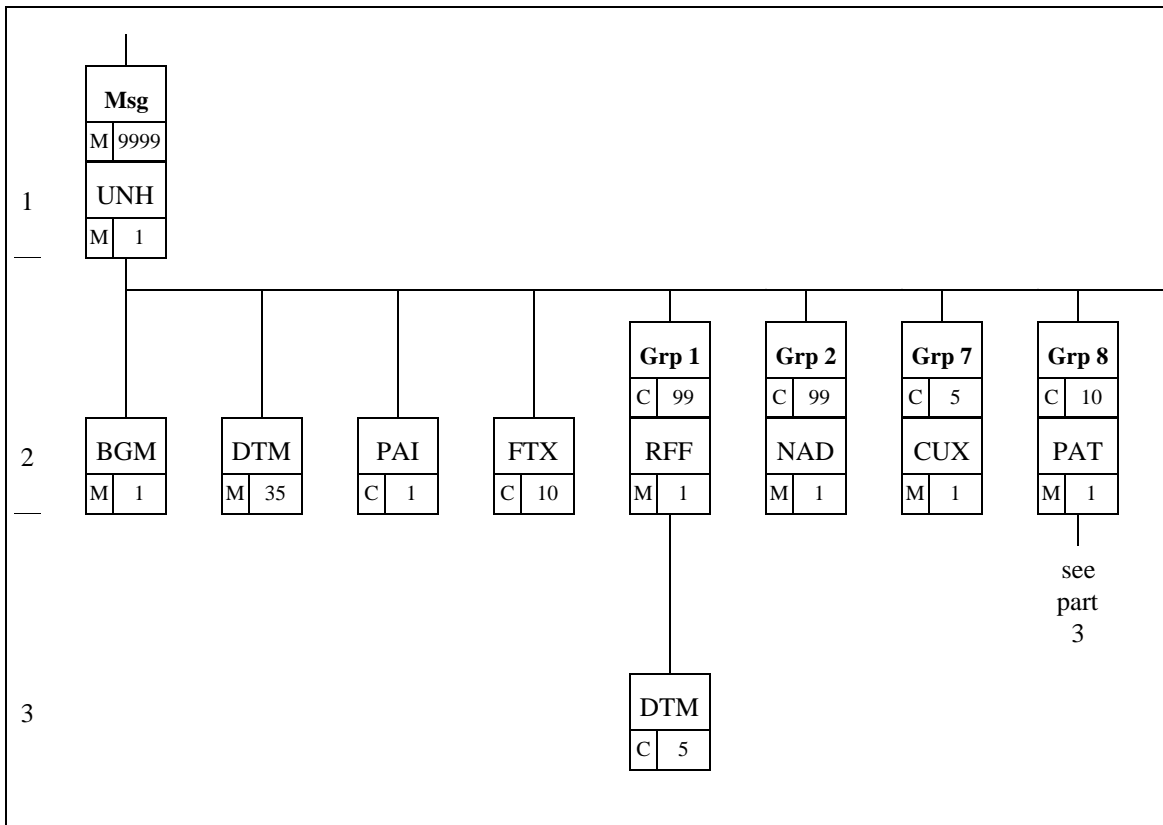 Msg
M 9999
1
UNH
M 1
Grp 1 Grp 2 Grp 7 Grp 8
C 99 C 99 C 5 C 10
2
BGM DTM PAI FTX RFF NAD CUX PAT
M 1 M 35 C 1 C 10 M 1 M 1 M 1 M 1
see
part
3
3
DTM
C 5